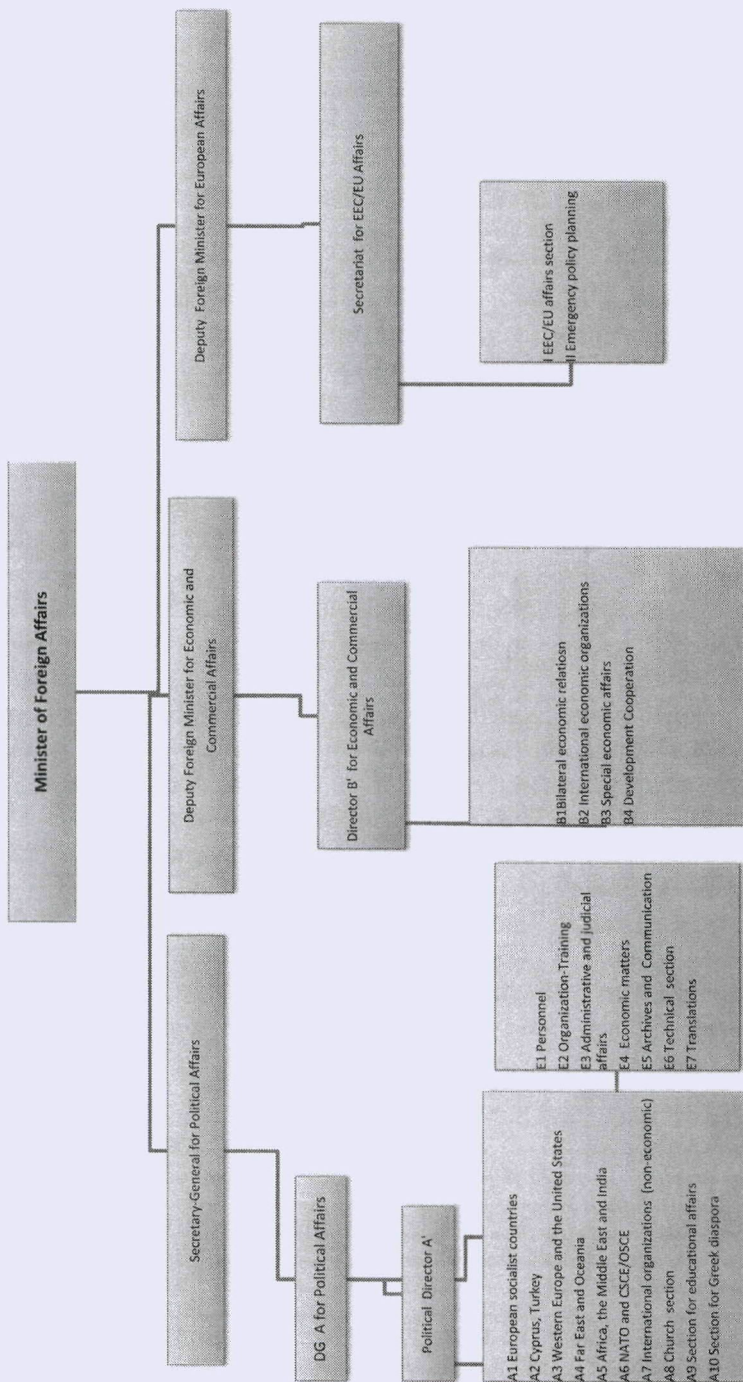 Minister of Foreign Affairs
Secretary-General for Political Affairs
Deputy Foreign Minister for Economic and
Commercial Affairs
Deputy Foreign Minister for European Affairs
DG A for Political Affairs
Director B' for Economic and Commercial
Affairs
Secretariat for EEC/EU Affairs
Political Director A'
A1 European socialist countries
A2 Cyprus, Turkey
A3 Western Europe and the United States
A4 Far East and Oceania
A5 Africa, the Middle East and India
A6 NATO and CSCE/OSCE
A7 International organizations (non-economic)
A8 Church section
A9 Section for educational affairs
A10 Section for Greek diaspora
E1 Personnel
E2 Organization-Training
E3 Administrative and judicial
affairs
E4 Economic matters
E5 Archives and Communication
E6 Technical section
E7 Translations
B1Bilateral economic relatiosn
B2 International economic organizations
B3 Special economic affairs
B4 Development Cooperation
I EEC/EU affairs section
II Emergency policy planning